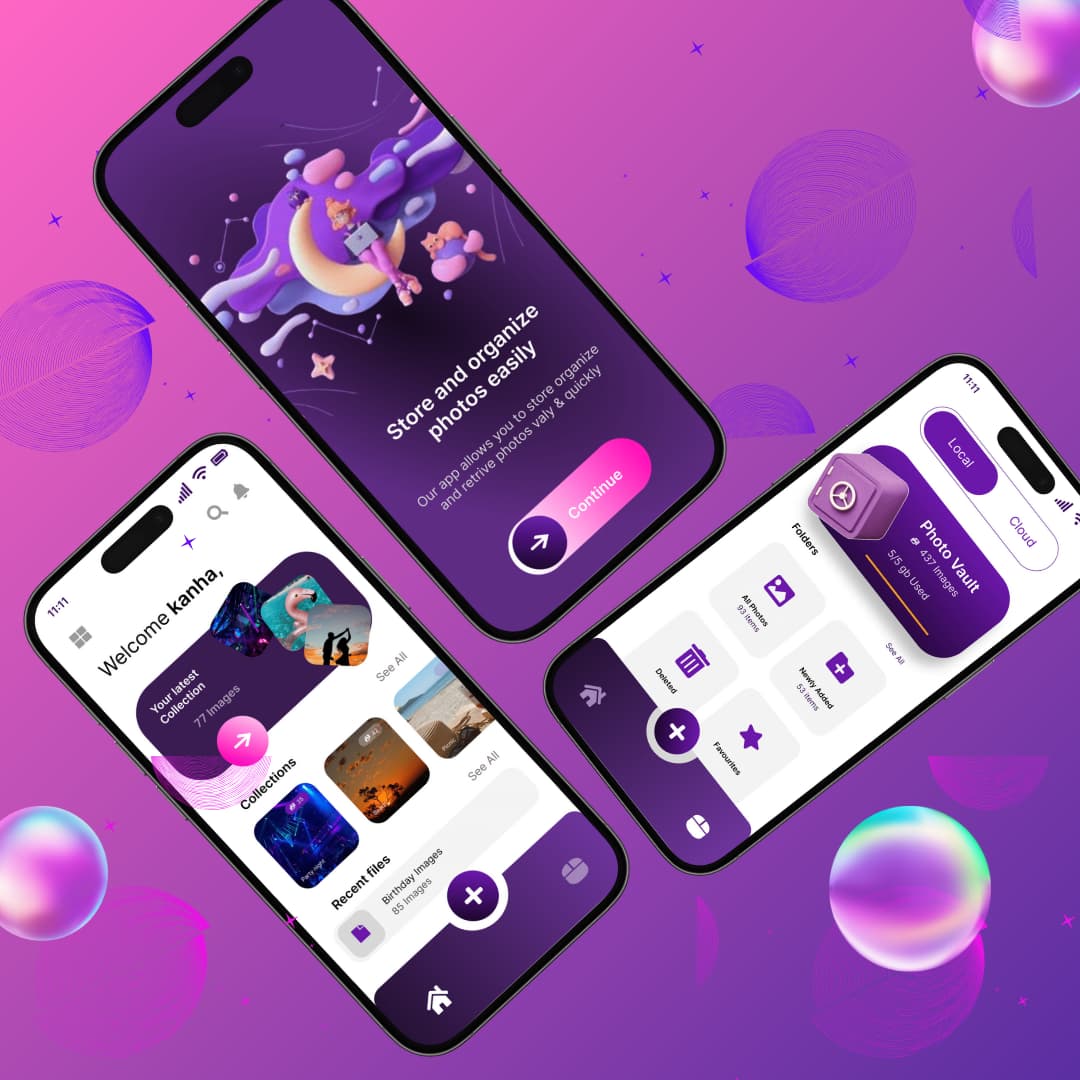 Store and organize
photos easily
Our app allows you to store organize
and retrive photos valy & quickly
Continue
11:11
Welcome kanha,
Your latest
Collection
77 Images
See All
Collections
Party night
See All
Recent files
Birthday Images
85 Images
11:11
Local
Cloud
Photo Vault
437 Images
5/5 gb Used
Folders
See All
All Photos
93 items
Newly Added
53 items
Deleted
Favourites